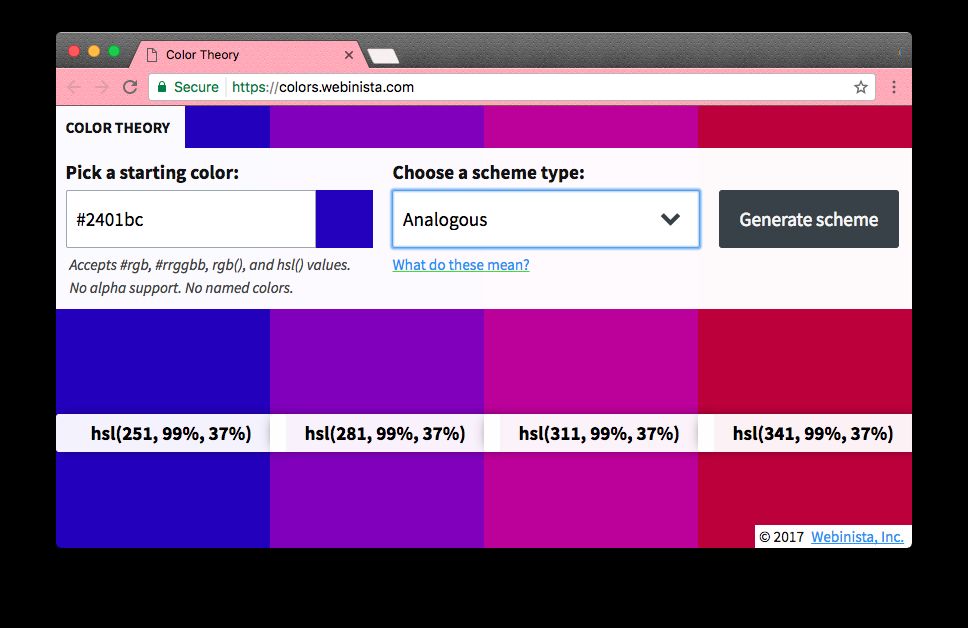 Color Theory
Secure https://colors.webinista.com
COLOR THEORY
Pick a starting color:
Choose a scheme type:
#2401bc
Analogous
Generate scheme
Accepts #rgb, #rrggbb, rgb(), and hsl() values.
No alpha support. No named colors.
What do these mean?
hsl(251, 99%, 37%)
hsl(281, 99%, 37%)
hsl(311, 99%, 37%)
hsl(341, 99%, 37%)
© 2017 Webinista, Inc.